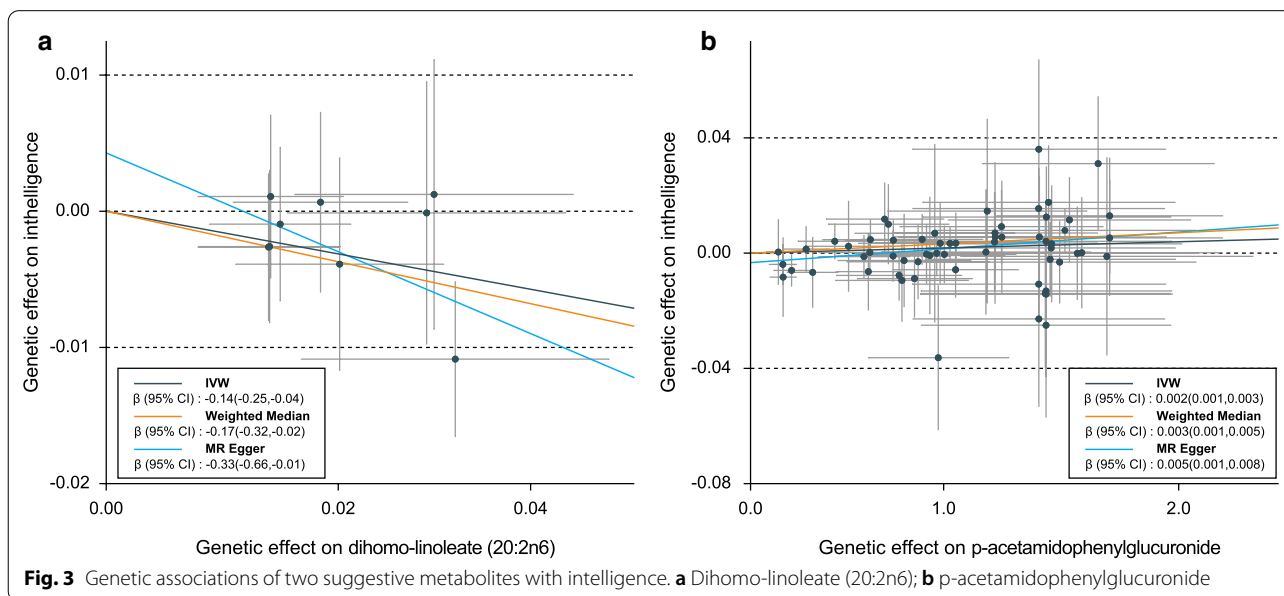 a
0.01
0.00
-0.01
-0.02
0.00
0.02
0.04
Genetic effect on inthelligence
Genetic effect on dihomo-linoleate (20:2n6)
IVW
β (95% CI) : -0.14(-0.25,-0.04)
Weighted Median
β (95% CI) : -0.17(-0.32,-0.02)
MR Egger
β (95% CI) : -0.33(-0.66,-0.01)
b
0.04
0.00
-0.04
-0.08
0.0
1.0
2.0
Genetic effect on inthelligence
Genetic effect on p-acetamidophenylglucuronide
IVW
β (95% CI) : 0.002(0.001,0.003)
Weighted Median
β (95% CI) : 0.003(0.001,0.005)
MR Egger
β (95% CI) : 0.005(0.001,0.008)
Fig. 3 Genetic associations of two suggestive metabolites with intelligence. a Dihomo-linoleate (20:2n6); b p-acetamidophenylglucuronide